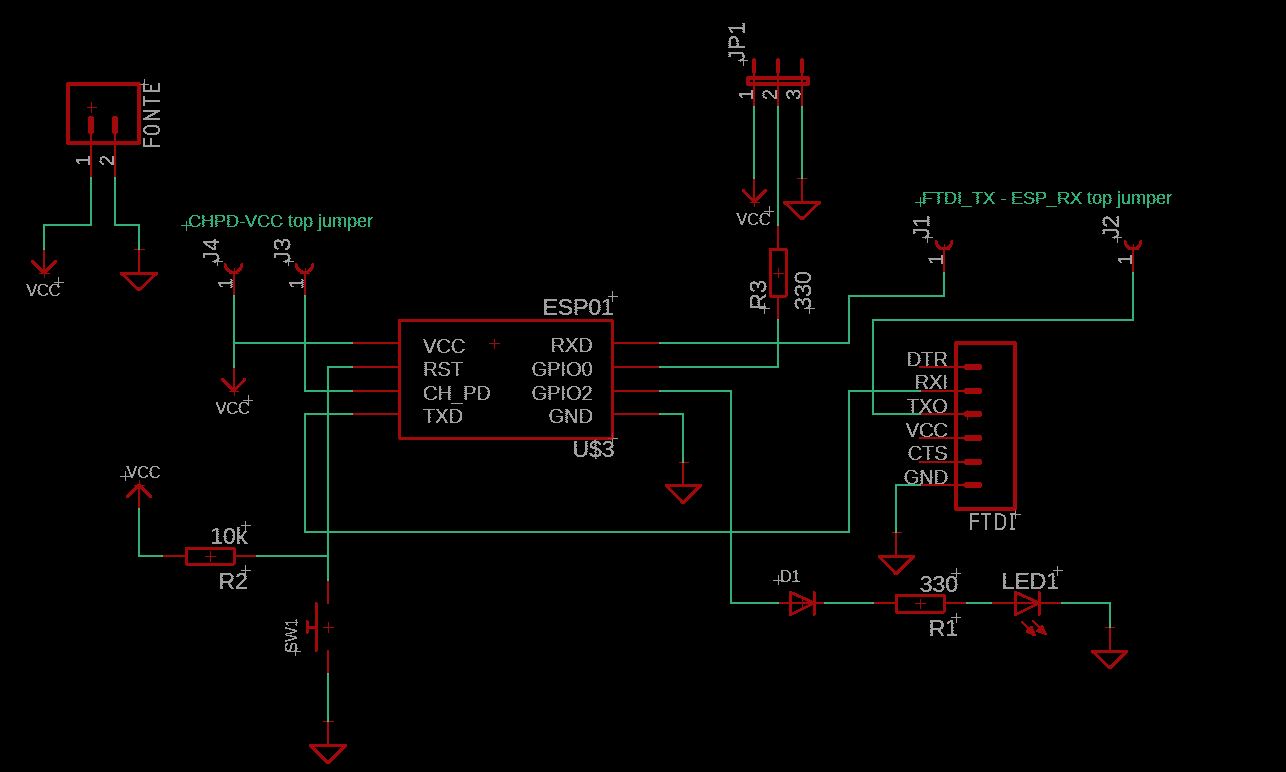 JP1
FONTE
1
2
3
1
2
VCC
FTDI_TX - ESP_RX top jumper
CHPD-VCC top jumper
J1
J2
J4
J3
1
1
1
1
VCC
R3
330
ESP01
VCC
RXD
RST
GPIO0
CH_PD
GPIO2
TXD
GND
U$3
DTR
RXI
TXO
VCC
CTS
GND
FTDI
VCC
VCC
10k
R2
D1
330
LED1
R1
SW1